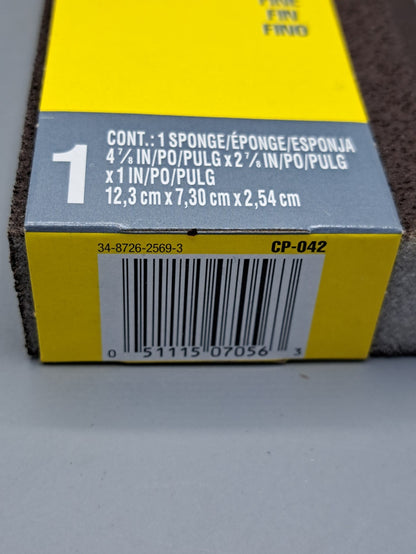 FINE
FIN
FINO
1
CONT.: 1 SPONGE/ÉPONGE/ESPONJA
4 7/8 IN/PO/PULG x 2 7/8 IN/PO/PULG
x 1 IN/PO/PULG
12,3 cm x 7,30 cm x 2,54 cm
34-8726-2569-3 CP-042
0 51115 07056 3